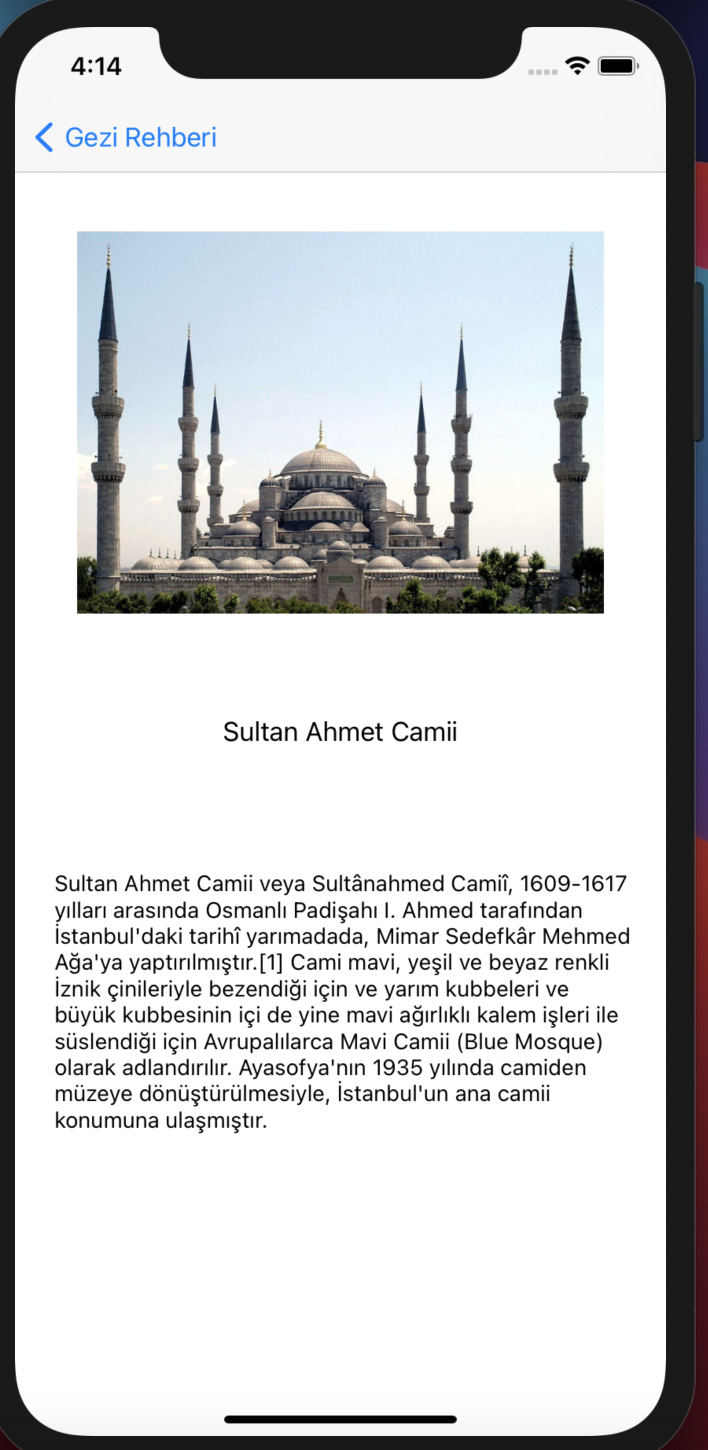 4:14
Gezi Rehberi
Sultan Ahmet Camii
Sultan Ahmet Camii veya Sultânahmed Camiî, 1609-1617
yılları arasında Osmanlı Padişahı I. Ahmed tarafından
İstanbul'daki tarihî yarımadada, Mimar Sedefkâr Mehmed
Ağa'ya yaptırılmıştır.[1] Cami mavi, yeşil ve beyaz renkli
İznik çinileriyle bezendiği için ve yarım kubbeleri ve
büyük kubbesinin içi de yine mavi ağırlıklı kalem işleri ile
süslendiği için Avrupalılarca Mavi Camii (Blue Mosque)
olarak adlandırılır. Ayasofya'nın 1935 yılında camiden
müzeye dönüştürülmesiyle, İstanbul'un ana camii
konumuna ulaşmıştır.